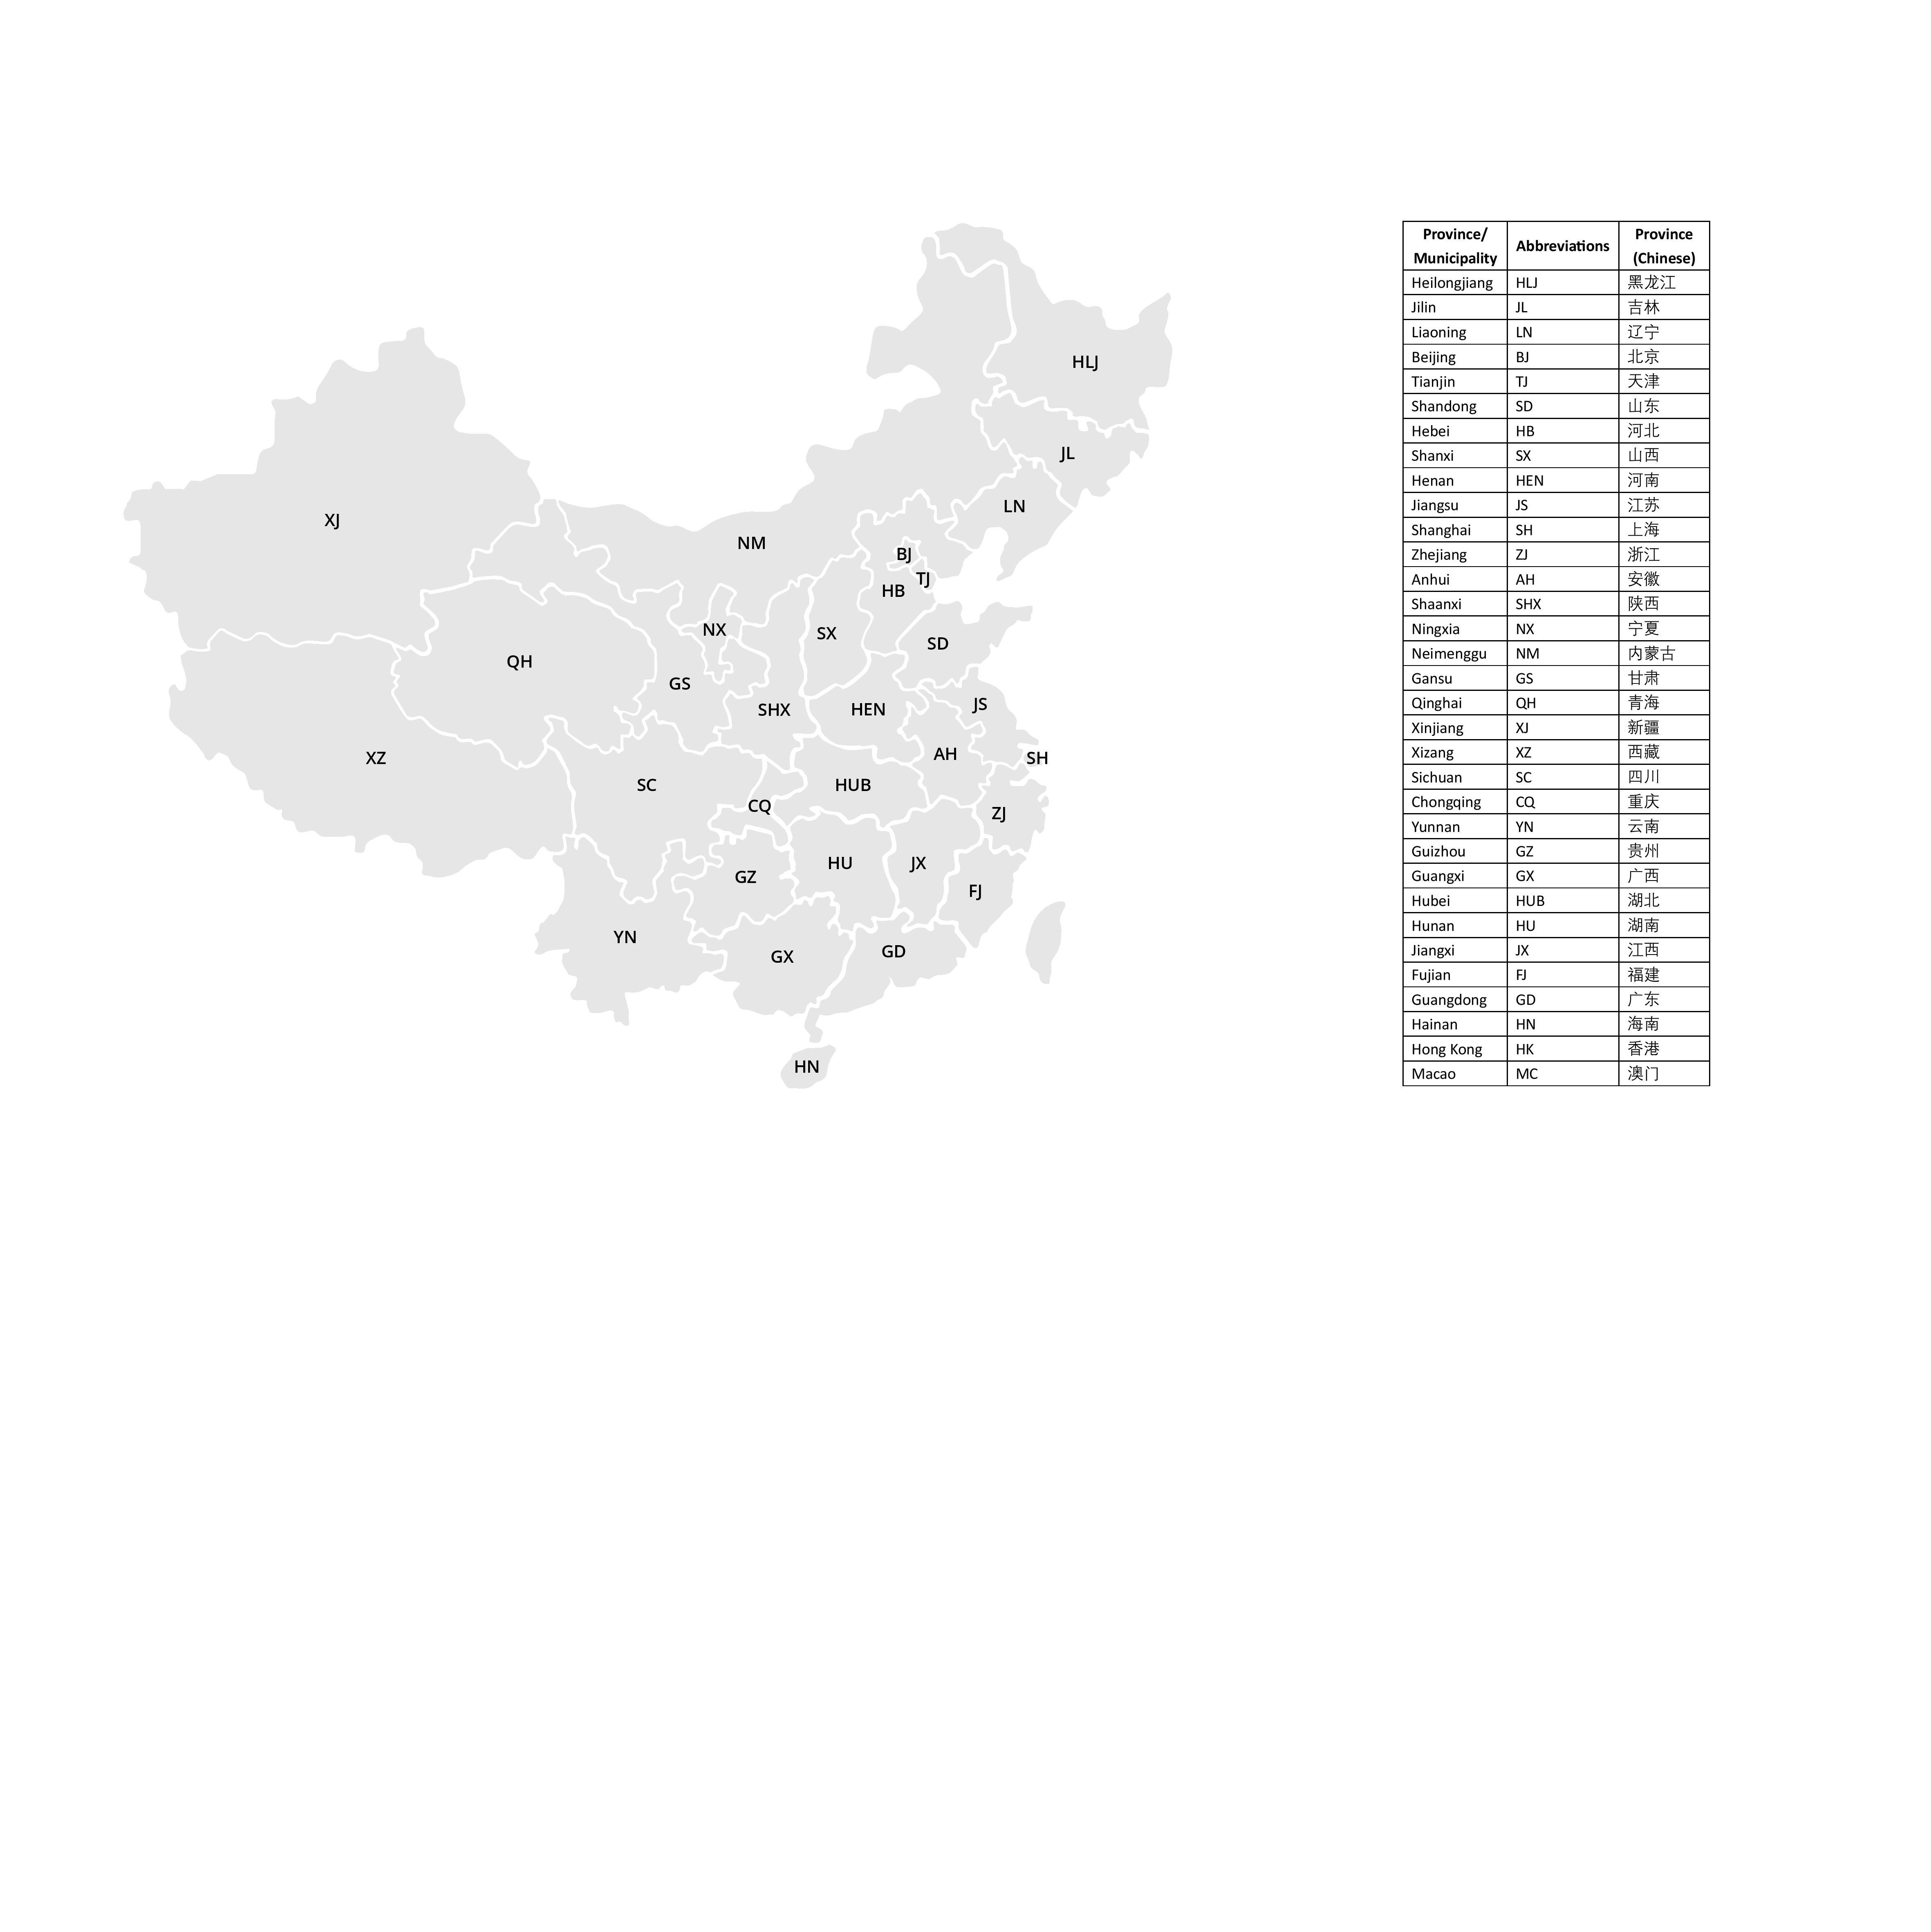 HLJ
JL
LN
XJ
NM
BJ
TJ
HB
NX
SX
SD
QH
GS
SHX
HEN
JS
XZ
AH
SH
SC
HUB
CQ
ZJ
HU
JX
GZ
FJ
YN
GX
GD
HN
Province/ Municipality Abbreviations Province (Chinese)
Heilongjiang HLJ 黑龙江
Jilin JL 吉林
Liaoning LN 辽宁
Beijing BJ 北京
Tianjin TJ 天津
Shandong SD 山东
Hebei HB 河北
Shanxi SX 山西
Henan HEN 河南
Jiangsu JS 江苏
Shanghai SH 上海
Zhejiang ZJ 浙江
Anhui AH 安徽
Shaanxi SHX 陕西
Ningxia NX 宁夏
Neimenggu NM 内蒙古
Gansu GS 甘肃
Qinghai QH 青海
Xinjiang XJ 新疆
Xizang XZ 西藏
Sichuan SC 四川
Chongqing CQ 重庆
Yunnan YN 云南
Guizhou GZ 贵州
Guangxi GX 广西
Hubei HUB 湖北
Hunan HU 湖南
Jiangxi JX 江西
Fujian FJ 福建
Guangdong GD 广东
Hainan HN 海南
Hong Kong HK 香港
Macao MC 澳门